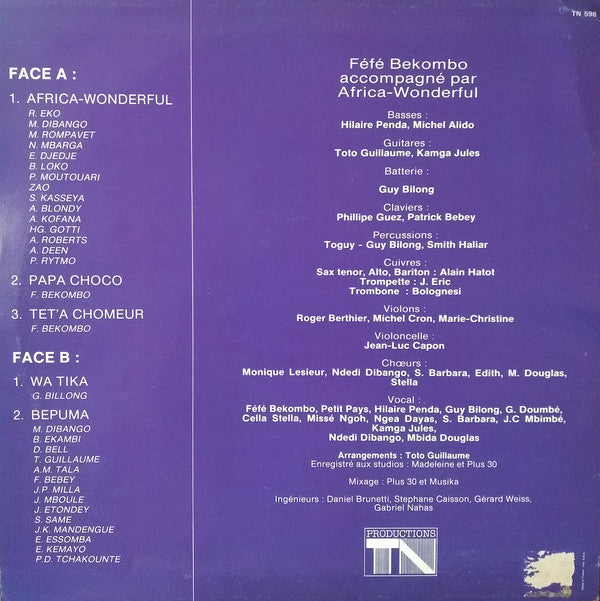 TN 598
FACE A :
1. AFRICA-WONDERFUL
R. EKO
M. DIBANGO
M. ROMPAVET
N. MBARGA
E. DJEDJE
B. LOKO
P. MOUTOUARI
ZAO
S. KASSEYA
A. BLONDY
A. KOFANA
HG. GOTTI
A. ROBERTS
A. DEEN
P. RYTMO
2. PAPA CHOCO
F. BEKOMBO
3. TET'A CHOMEUR
F. BEKOMBO
FACE B :
1. WA TIKA
G. BILLONG
2. BEPUMA
M. DIBANGO
B. EKAMBI
D. BELL
T. GUILLAUME
A.M. TALA
F. BEBEY
J.P. MILLA
J. MBOULE
J. ETONDEY
S. SAME
J.K. MANDENGUE
E. ESSOMBA
E. KEMAYO
P.D. TCHAKOUNTE
Féfé Bekombo
accompagné par
Africa-Wonderful
Basses :
Hilaire Penda, Michel Alido
Guitares :
Toto Guillaume, Kamga Jules
Batterie :
Guy Bilong
Claviers :
Phillipe Guez, Patrick Bebey
Percussions :
Toguy - Guy Bilong, Smith Haliar
Cuivres :
Sax tenor, Alto, Bariton : Alain Hatot
Trompette : J. Eric
Trombone : Bolognesi
Violons :
Roger Berthier, Michel Cron, Marie-Christine
Violoncelle :
Jean-Luc Capon
Chœurs :
Monique Lesieur, Ndedi Dibango, S. Barbara, Edith, M. Douglas,
Stella
Vocal :
Féfé Bekombo, Petit Pays, Hilaire Penda, Guy Bilong, G. Doumbé,
Cella Stella, Missé Ngoh, Ngea Dayas, S. Barbara, J.C Mbimbé,
Kamga Jules,
Ndedi Dibango, Mbida Douglas
Arrangements : Toto Guillaume
Enregistré aux studios : Madeleine et Plus 30
Mixage : Plus 30 et Musika
Ingénieurs : Daniel Brunetti, Stephane Caisson, Gérard Weiss,
Gabriel Nahas
PRODUCTIONS
TN